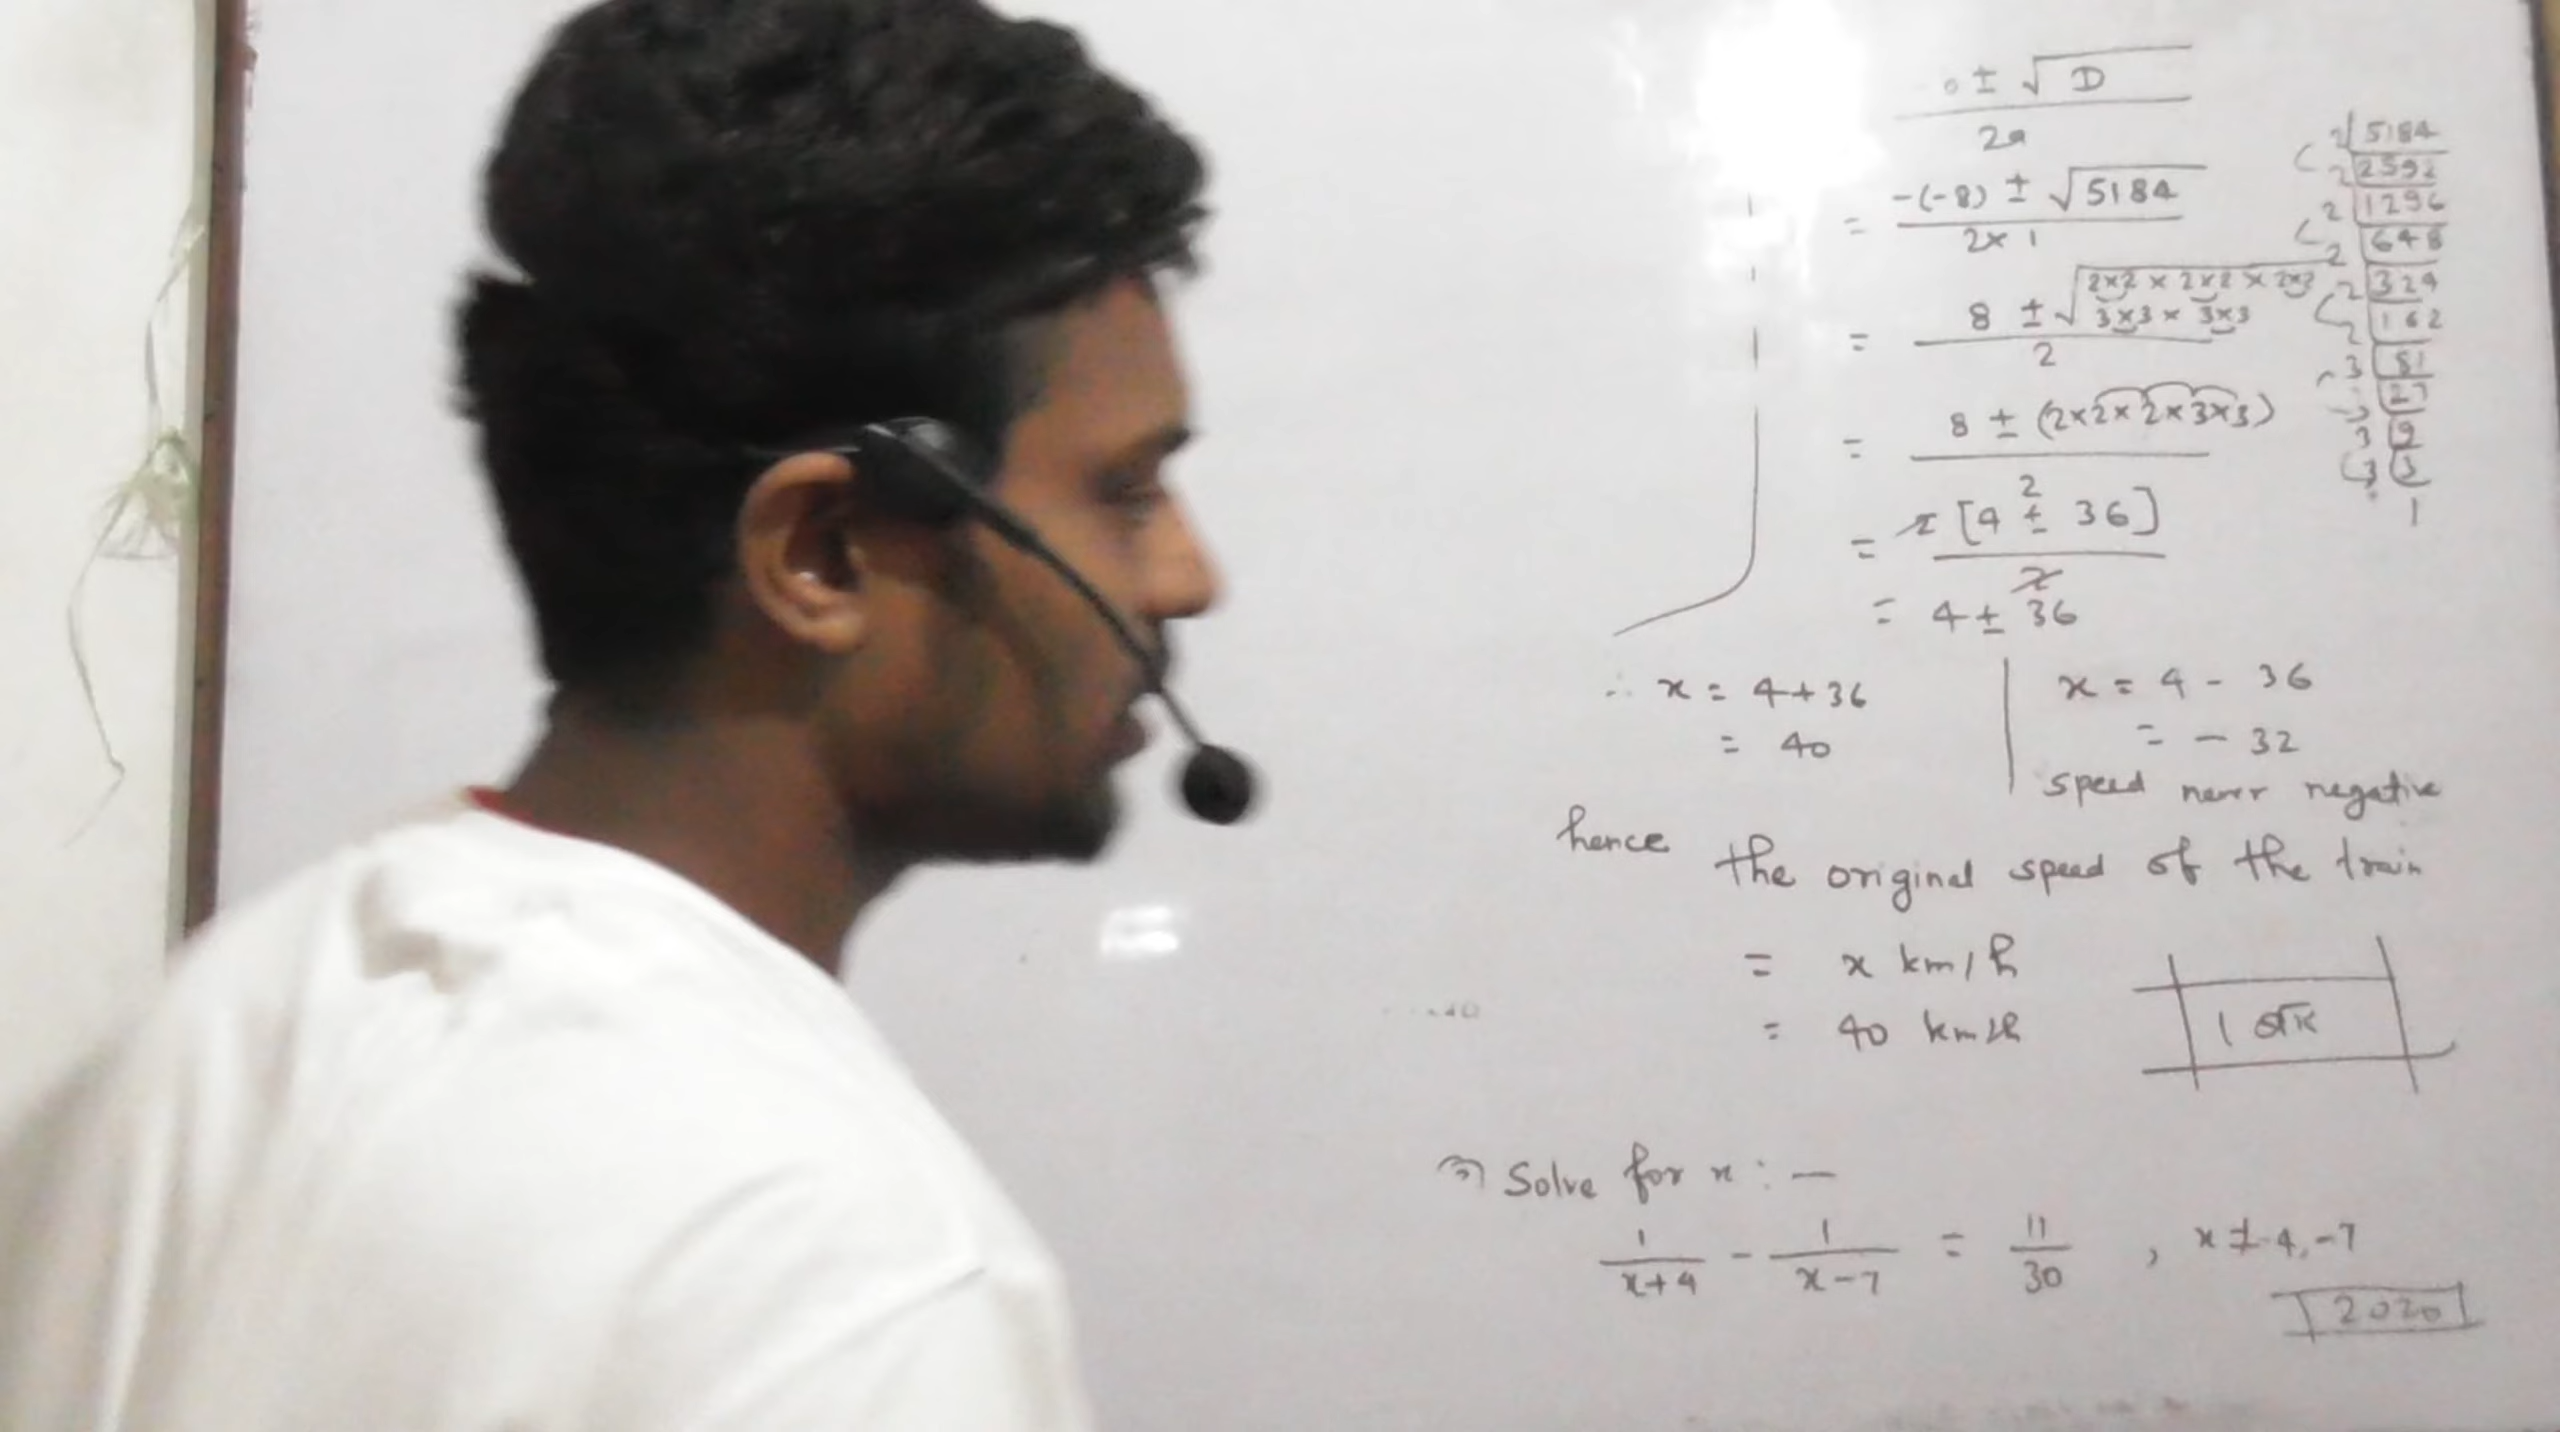 ± √D
2a
= -(-8) ± √5184
2×1
= 8 ± √2×2 × 2×2 × 2×2
3×3 × 3×3
2
= 8 ± (2×2×2×3×3)
2
= 2 [4 ± 36]
2
= 4 ± 36
2 5184
2 2592
2 1296
2 648
2 324
2 162
3 81
3 27
3 9
3 3
1
∴ x = 4+36
= 40
x = 4 - 36
= - 32
speed never negative
hence the original speed of the train
= x km/h
= 40 km/h
Solve for x : —
1/(x+4) - 1/(x-7) = 11/30 , x ≠ -4, -7
2020